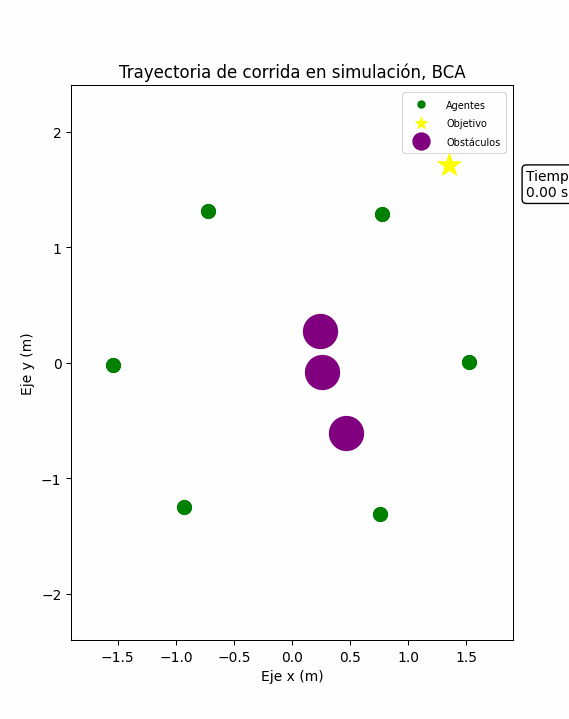 Trayectoria de corrida en simulación, BCA
Agentes
Objetivo
Obstáculos
Tiemp
0.00 s
2
1
0
−1
−2
Eje y (m)
−1.5
−1.0
−0.5
0.0
0.5
1.0
1.5
Eje x (m)